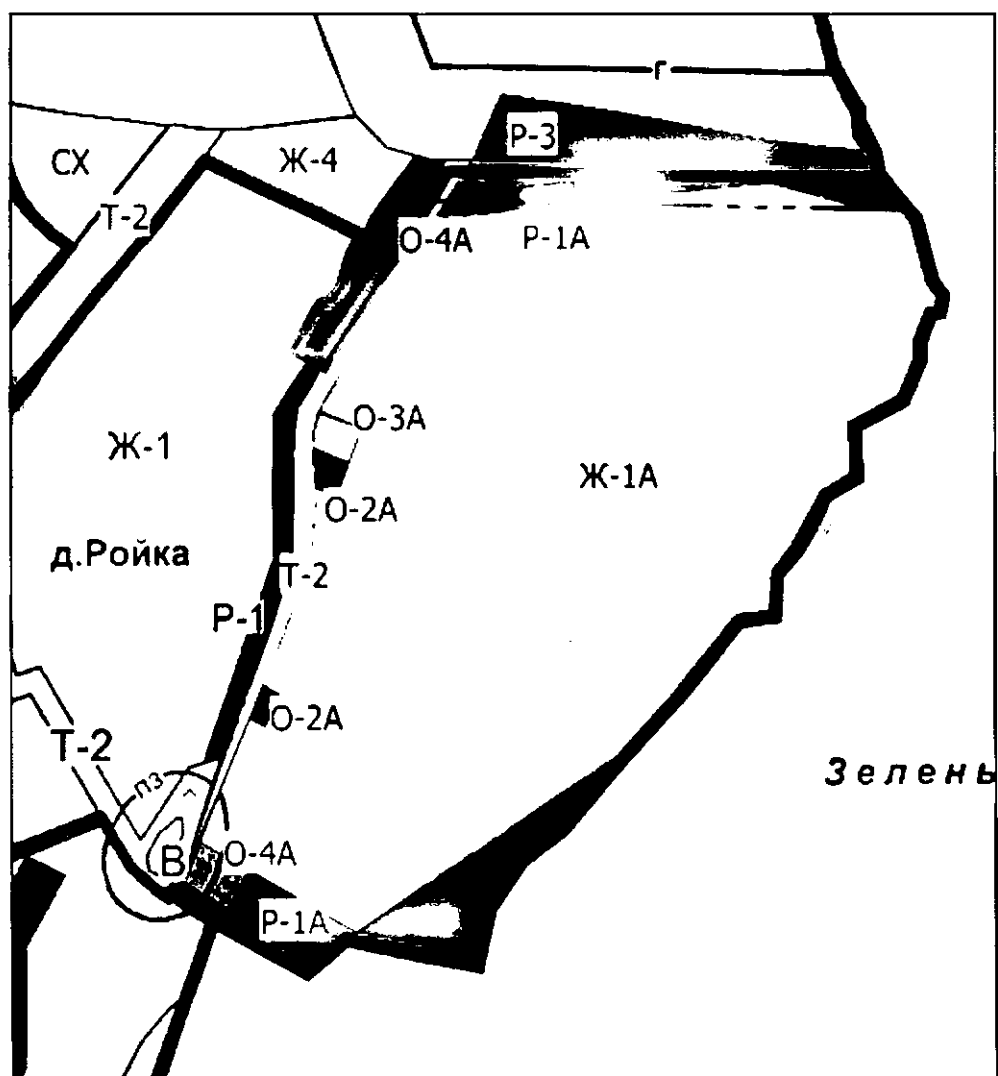 Г
Р-3
СХ
Ж-4
Т-2
О-4А
Р-1А
О-3А
Ж-1
Ж-1А
О-2А
д.Ройка
Т-2
Р-1
О-2А
Т-2
Зелень
ПЗ
В
О-4А
Р-1А